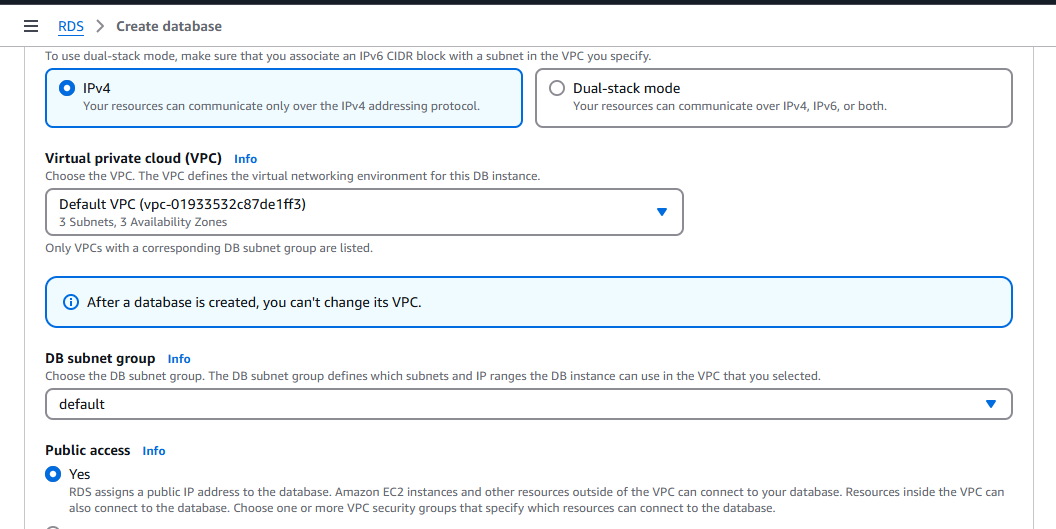 RDS > Create database
To use dual-stack mode, make sure that you associate an IPv6 CIDR block with a subnet in the VPC you specify.
IPv4
Your resources can communicate only over the IPv4 addressing protocol.
Dual-stack mode
Your resources can communicate over IPv4, IPv6, or both.
Virtual private cloud (VPC) Info
Choose the VPC. The VPC defines the virtual networking environment for this DB instance.
Default VPC (vpc-01933532c87de1ff3)
3 Subnets, 3 Availability Zones
Only VPCs with a corresponding DB subnet group are listed.
After a database is created, you can't change its VPC.
DB subnet group Info
Choose the DB subnet group. The DB subnet group defines which subnets and IP ranges the DB instance can use in the VPC that you selected.
default
Public access Info
Yes
RDS assigns a public IP address to the database. Amazon EC2 instances and other resources outside of the VPC can connect to your database. Resources inside the VPC can
also connect to the database. Choose one or more VPC security groups that specify which resources can connect to the database.